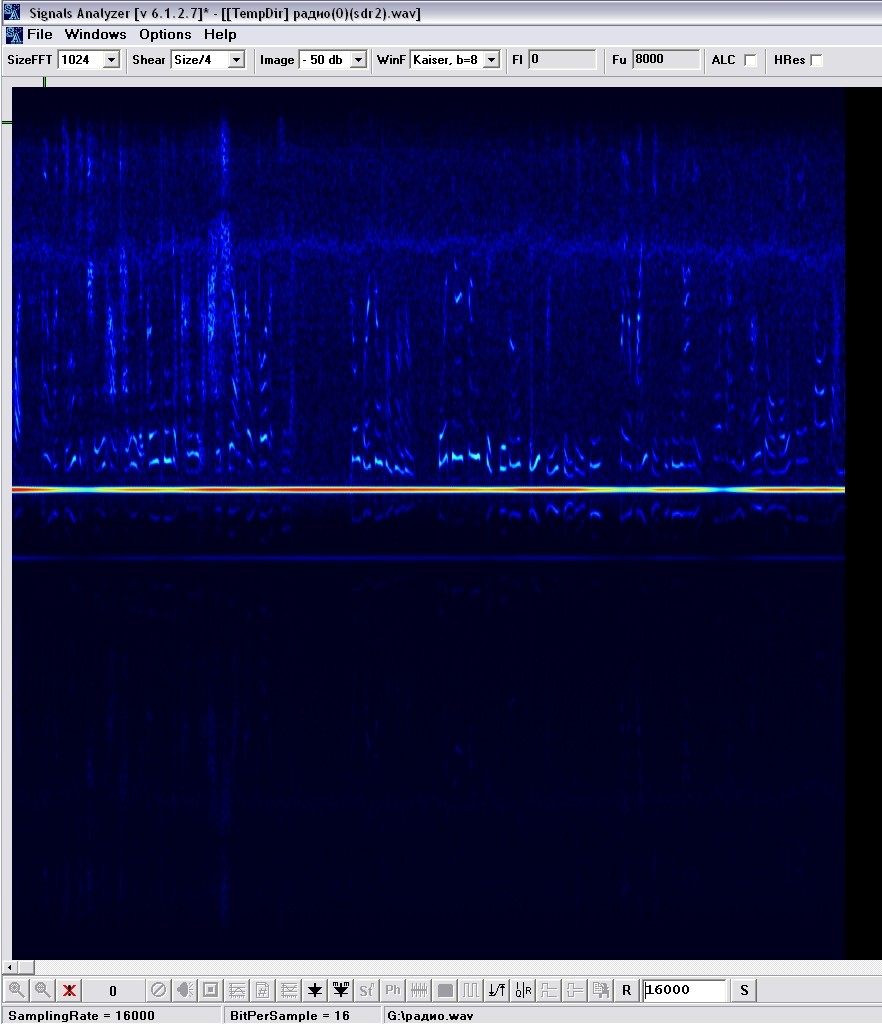 Signals Analyzer [v 6.1.2.7]* - [[TempDir] радио(0)(sdr2).wav]
File Windows Options Help
SizeFFT 1024 Shear Size/4 Image - 50 db WinF Kaiser, b=8 Fl 0 Fu 8000 ALC HRes
0 Sf Ph R 16000 S
SamplingRate = 16000 BitPerSample = 16 G:\радио.wav